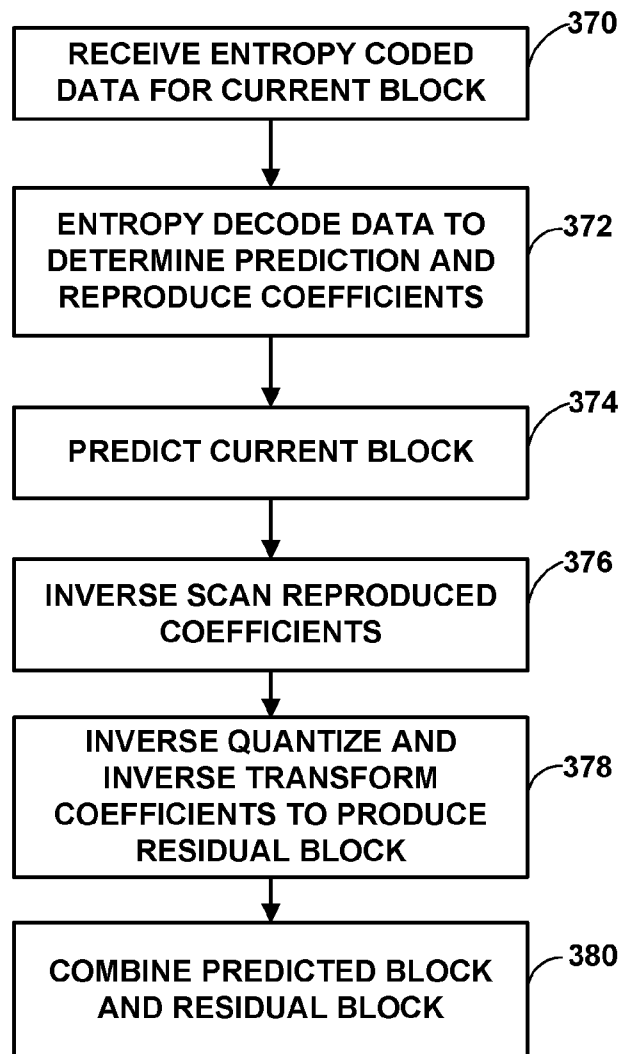 370
RECEIVE ENTROPY CODED
DATA FOR CURRENT BLOCK
372
ENTROPY DECODE DATA TO
DETERMINE PREDICTION AND
REPRODUCE COEFFICIENTS
374
PREDICT CURRENT BLOCK
376
INVERSE SCAN REPRODUCED
COEFFICIENTS
378
INVERSE QUANTIZE AND
INVERSE TRANSFORM
COEFFICIENTS TO PRODUCE
RESIDUAL BLOCK
380
COMBINE PREDICTED BLOCK
AND RESIDUAL BLOCK